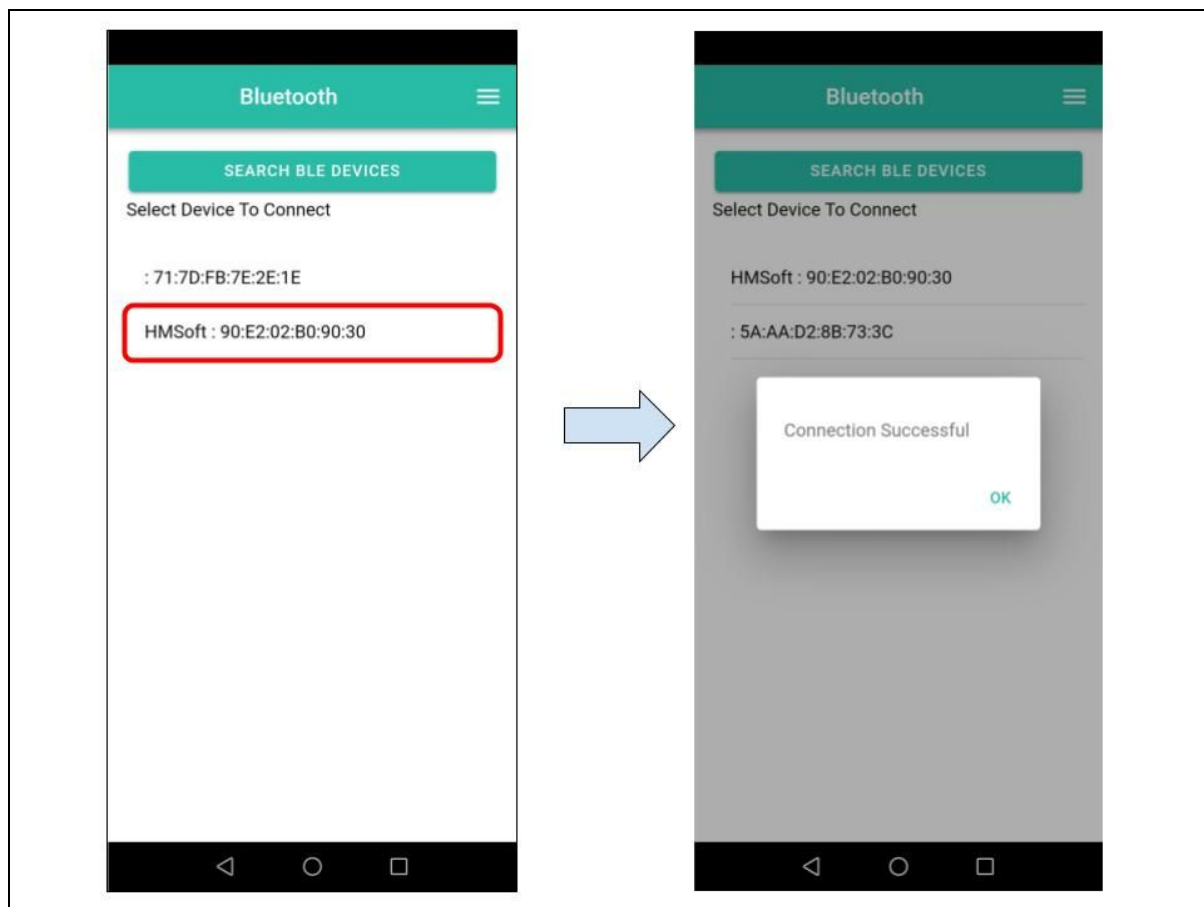 Bluetooth
SEARCH BLE DEVICES
Select Device To Connect
: 71:7D:FB:7E:2E:1E
HMSoft : 90:E2:02:B0:90:30
Bluetooth
SEARCH BLE DEVICES
Select Device To Connect
HMSoft : 90:E2:02:B0:90:30
: 5A:AA:D2:8B:73:3C
Connection Successful
OK